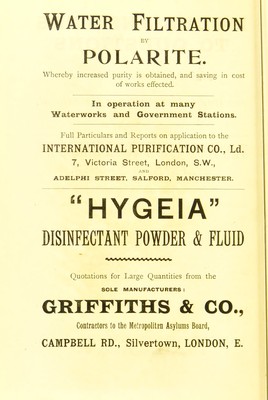 WATER FILTRATION
BY
POLARITE.
Whereby increased purity is obtained, and saving in cost
of works effected.
In operation at many
Waterworks and Government Stations.
Full Particulars and Reports on application to the
INTERNATIONAL PURIFICATION CO., Ld.
7, Victoria Street, London, S.W.,
AND
ADELPHI STREET, SALFORD, MANCHESTER.
"HYGEIA"
DISINFECTANT POWDER & FLUID
Quotations for Large Quantities from the
SOLE MANUFACTURERS:
GRIFFITHS & CO.,
Contractors to the Metropolitan Asylums Board,
CAMPBELL RD., Silvertown, LONDON, E.